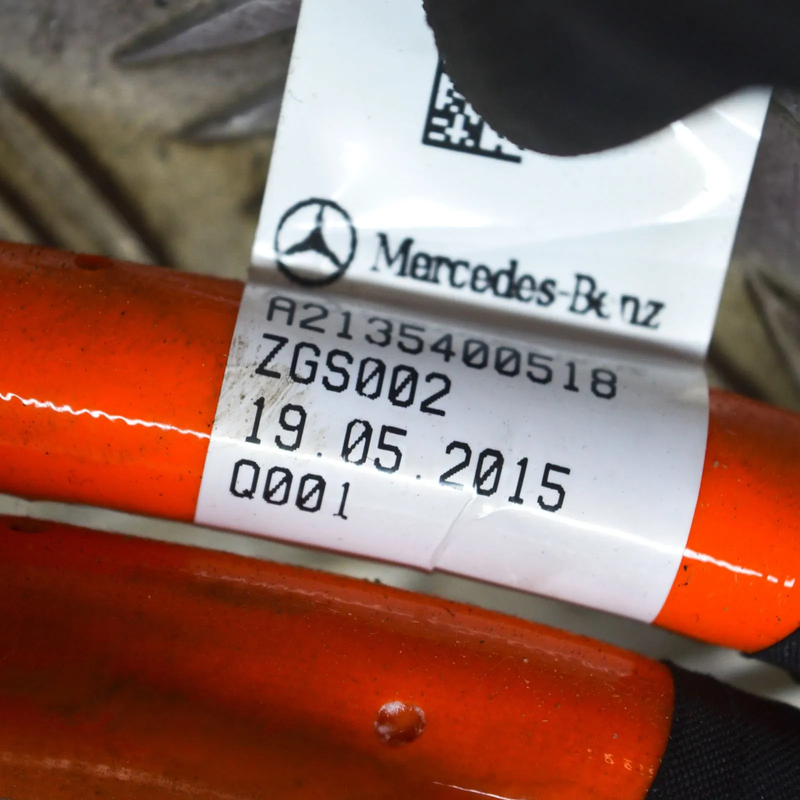 Mercedes-Benz
A2135400518
ZGS002
19.05.2015
Q001